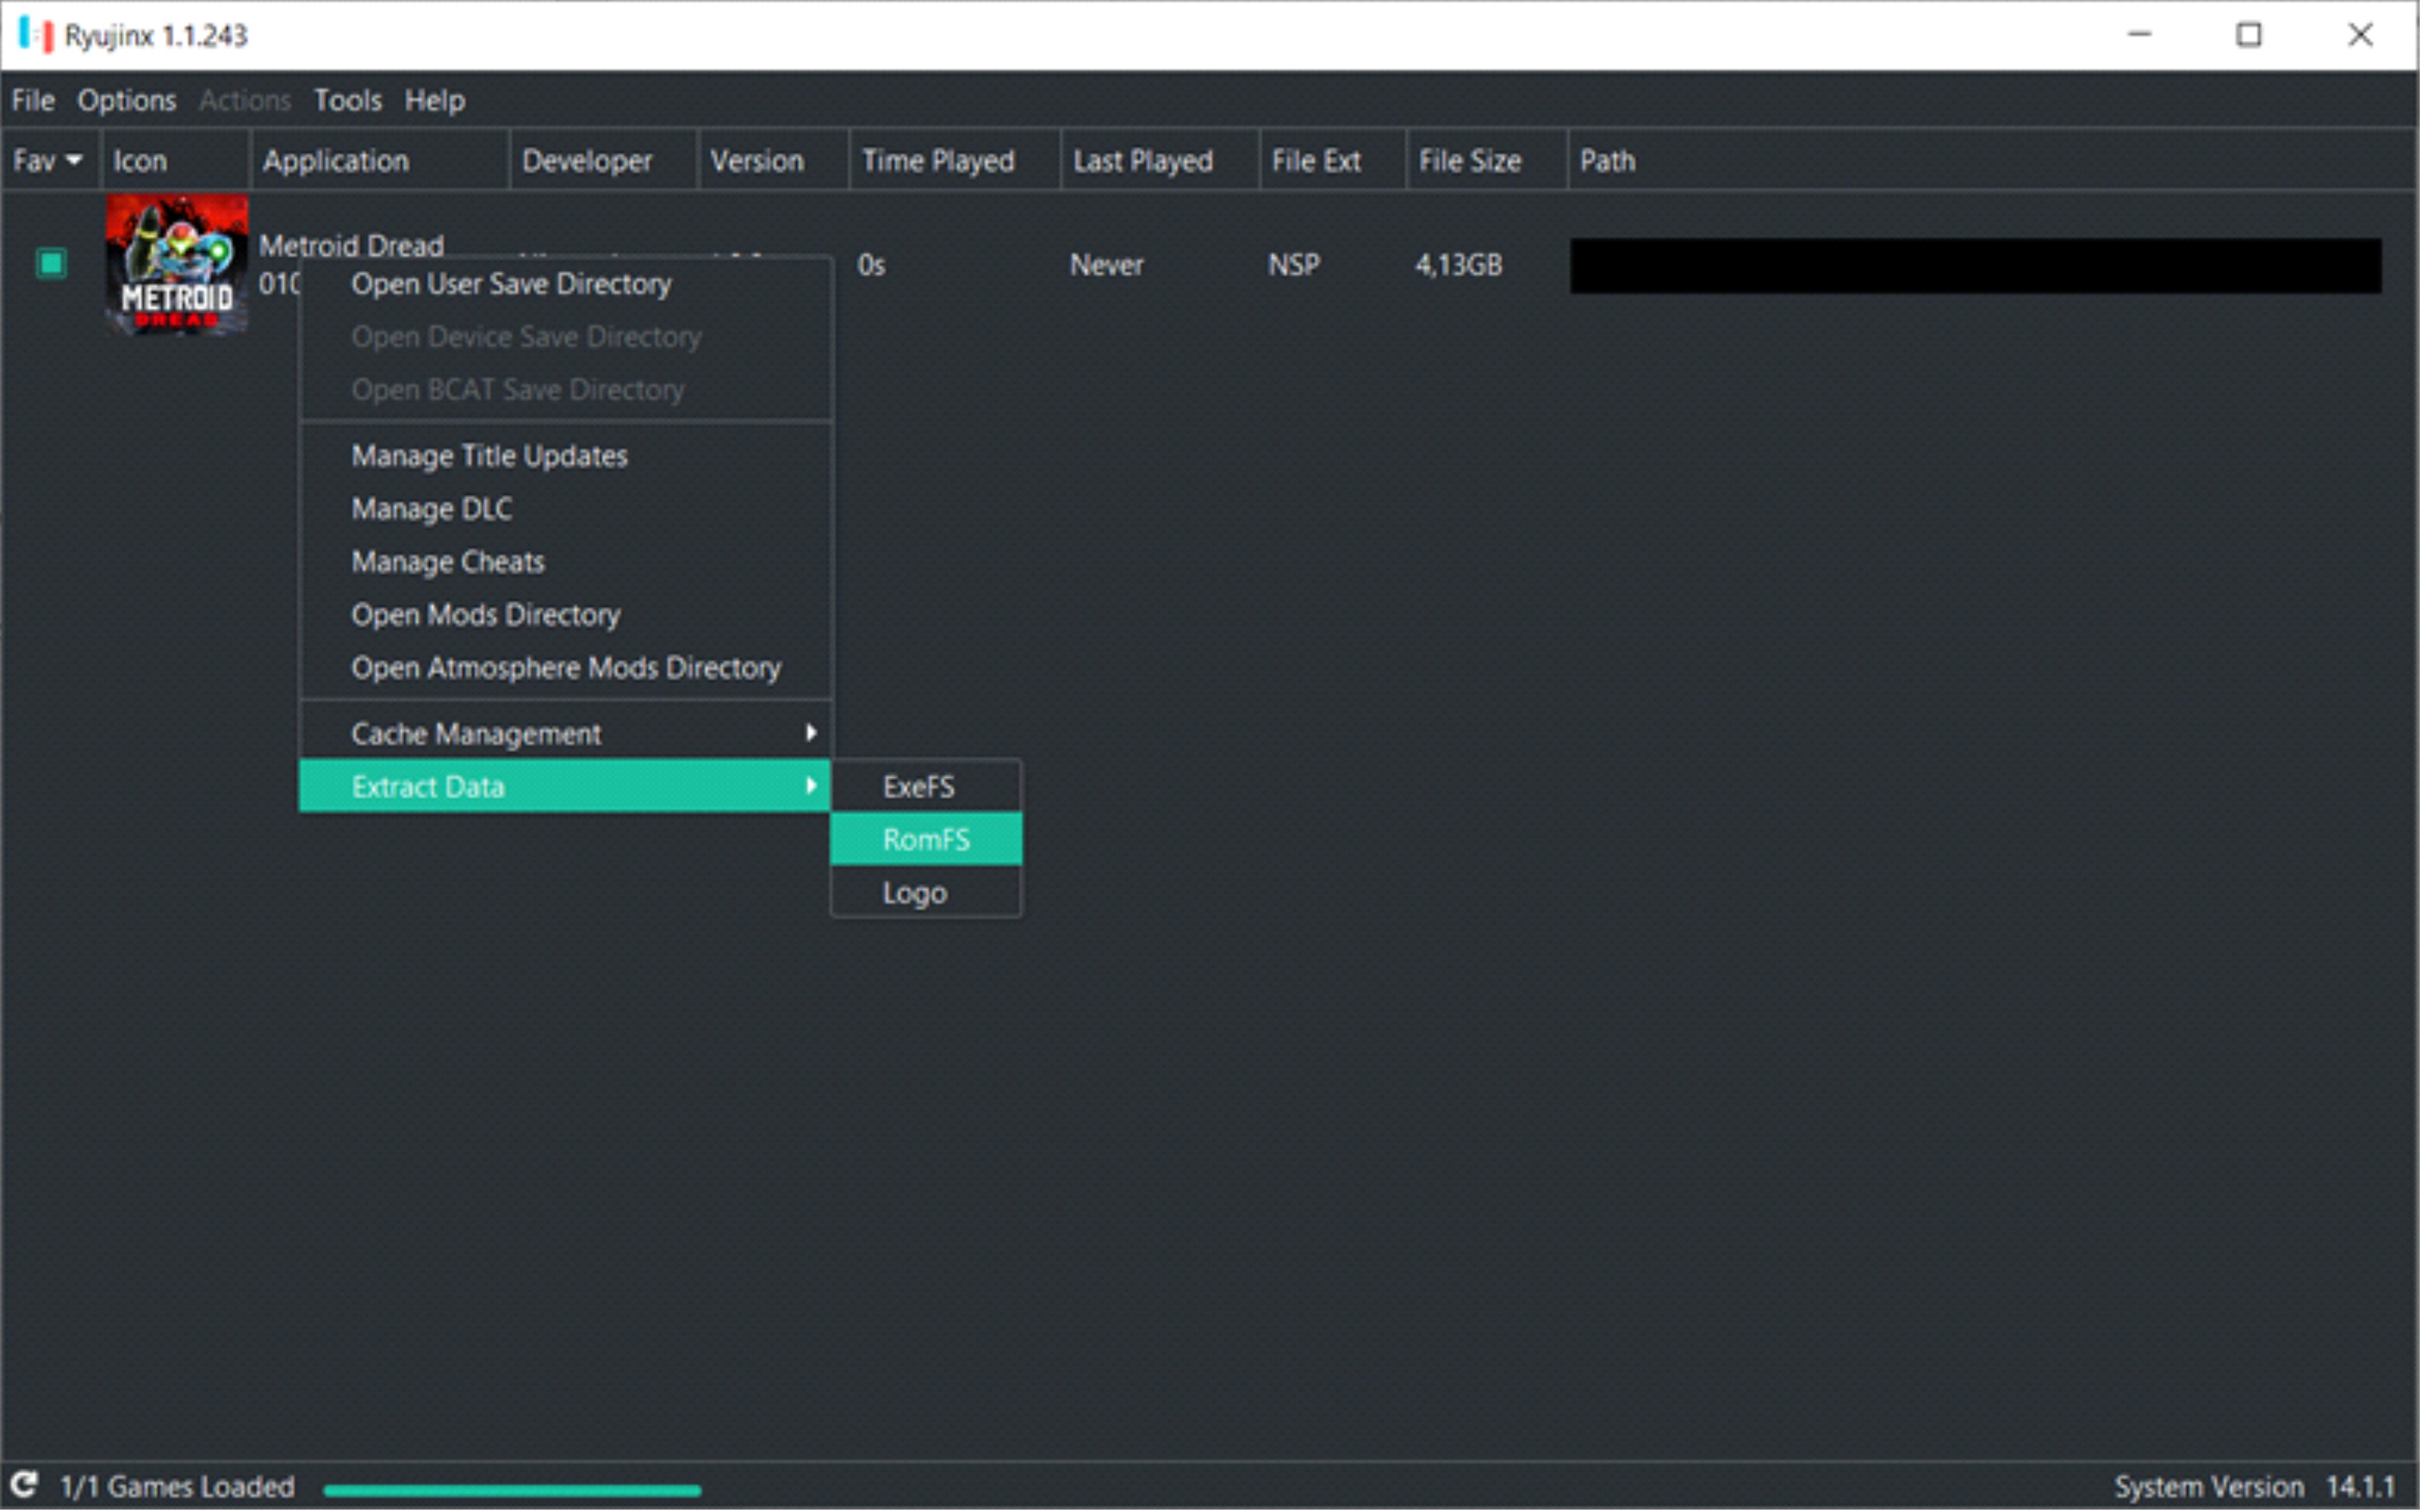 Ryujinx 1.1.243
File Options Actions Tools Help
Fav Icon Application Developer Version Time Played Last Played File Ext File Size Path
METROID
DREAD
Metroid Dread
010
0s Never NSP 4,13GB
Open User Save Directory
Open Device Save Directory
Open BCAT Save Directory
Manage Title Updates
Manage DLC
Manage Cheats
Open Mods Directory
Open Atmosphere Mods Directory
Cache Management
Extract Data
ExeFS
RomFS
Logo
1/1 Games Loaded
System Version 14.1.1